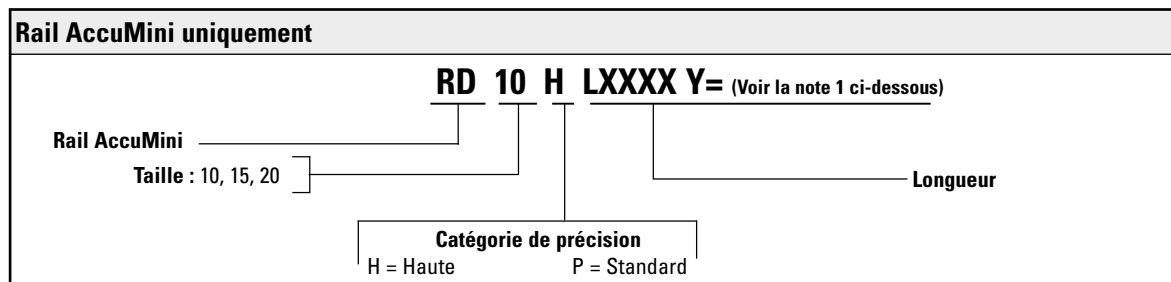 Rail AccuMini uniquement
RD 10 H LXXXX Y= (Voir la note 1 ci-dessous)
Rail AccuMini
Taille : 10, 15, 20
Longueur
Catégorie de précision
H = Haute P = Standard